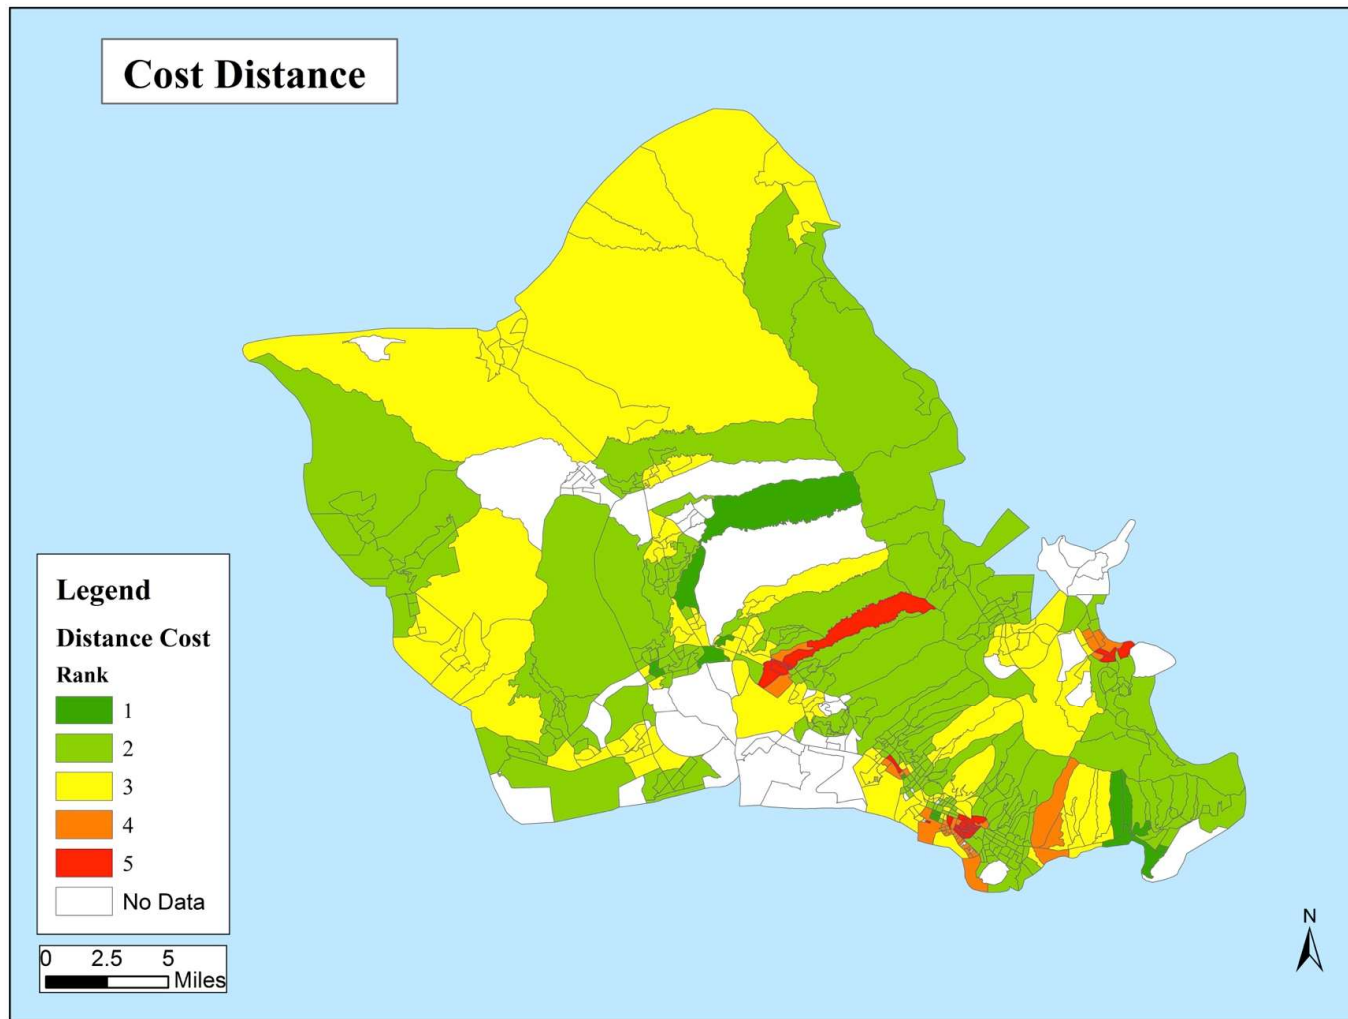 Cost Distance
Legend
Distance Cost
Rank
1
2
3
4
5
No Data
0 2.5 5
Miles
N